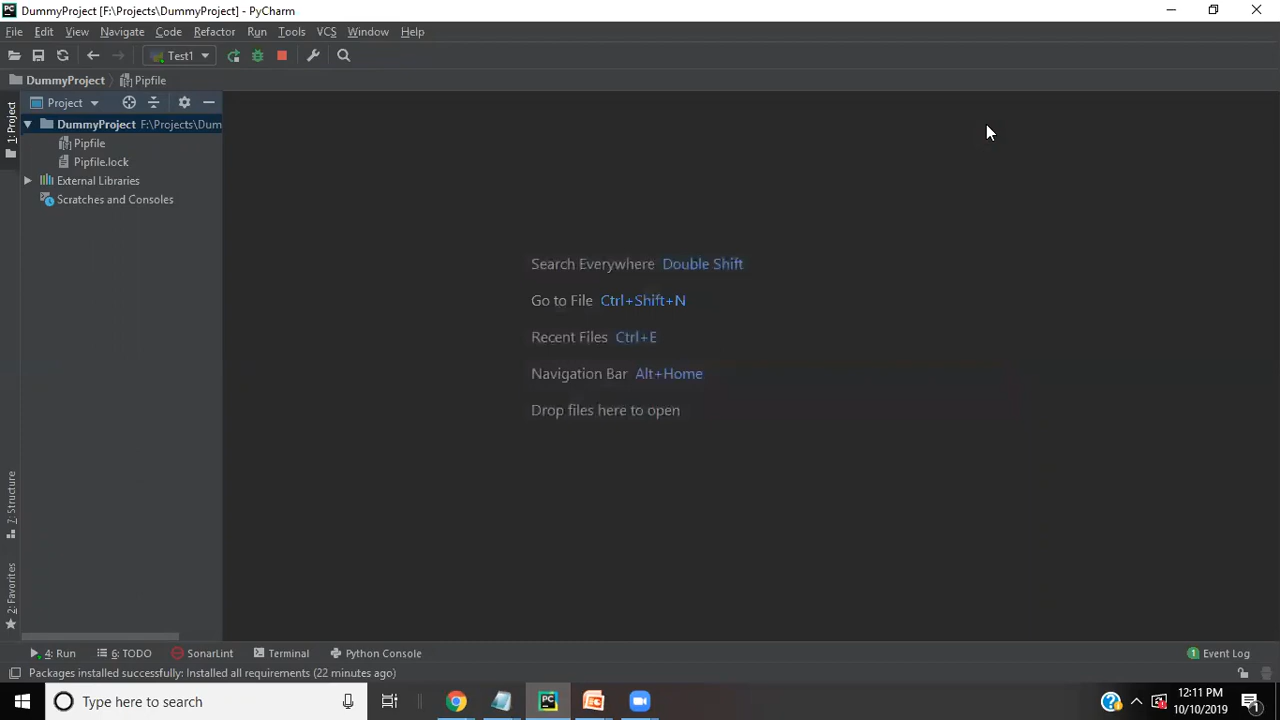 DummyProject [F:\Projects\DummyProject] - PyCharm
File Edit View Navigate Code Refactor Run Tools VCS Window Help
Test1
DummyProject Pipfile
Project
1: Project
DummyProject F:\Projects\Dum
Pipfile
Pipfile.lock
External Libraries
Scratches and Consoles
Search Everywhere Double Shift
Go to File Ctrl+Shift+N
Recent Files Ctrl+E
Navigation Bar Alt+Home
Drop files here to open
7: Structure
2: Favorites
4: Run 6: TODO SonarLint Terminal Python Console 1 Event Log
Packages installed successfully: Installed all requirements (22 minutes ago)
Type here to search
12:11 PM
10/10/2019
1